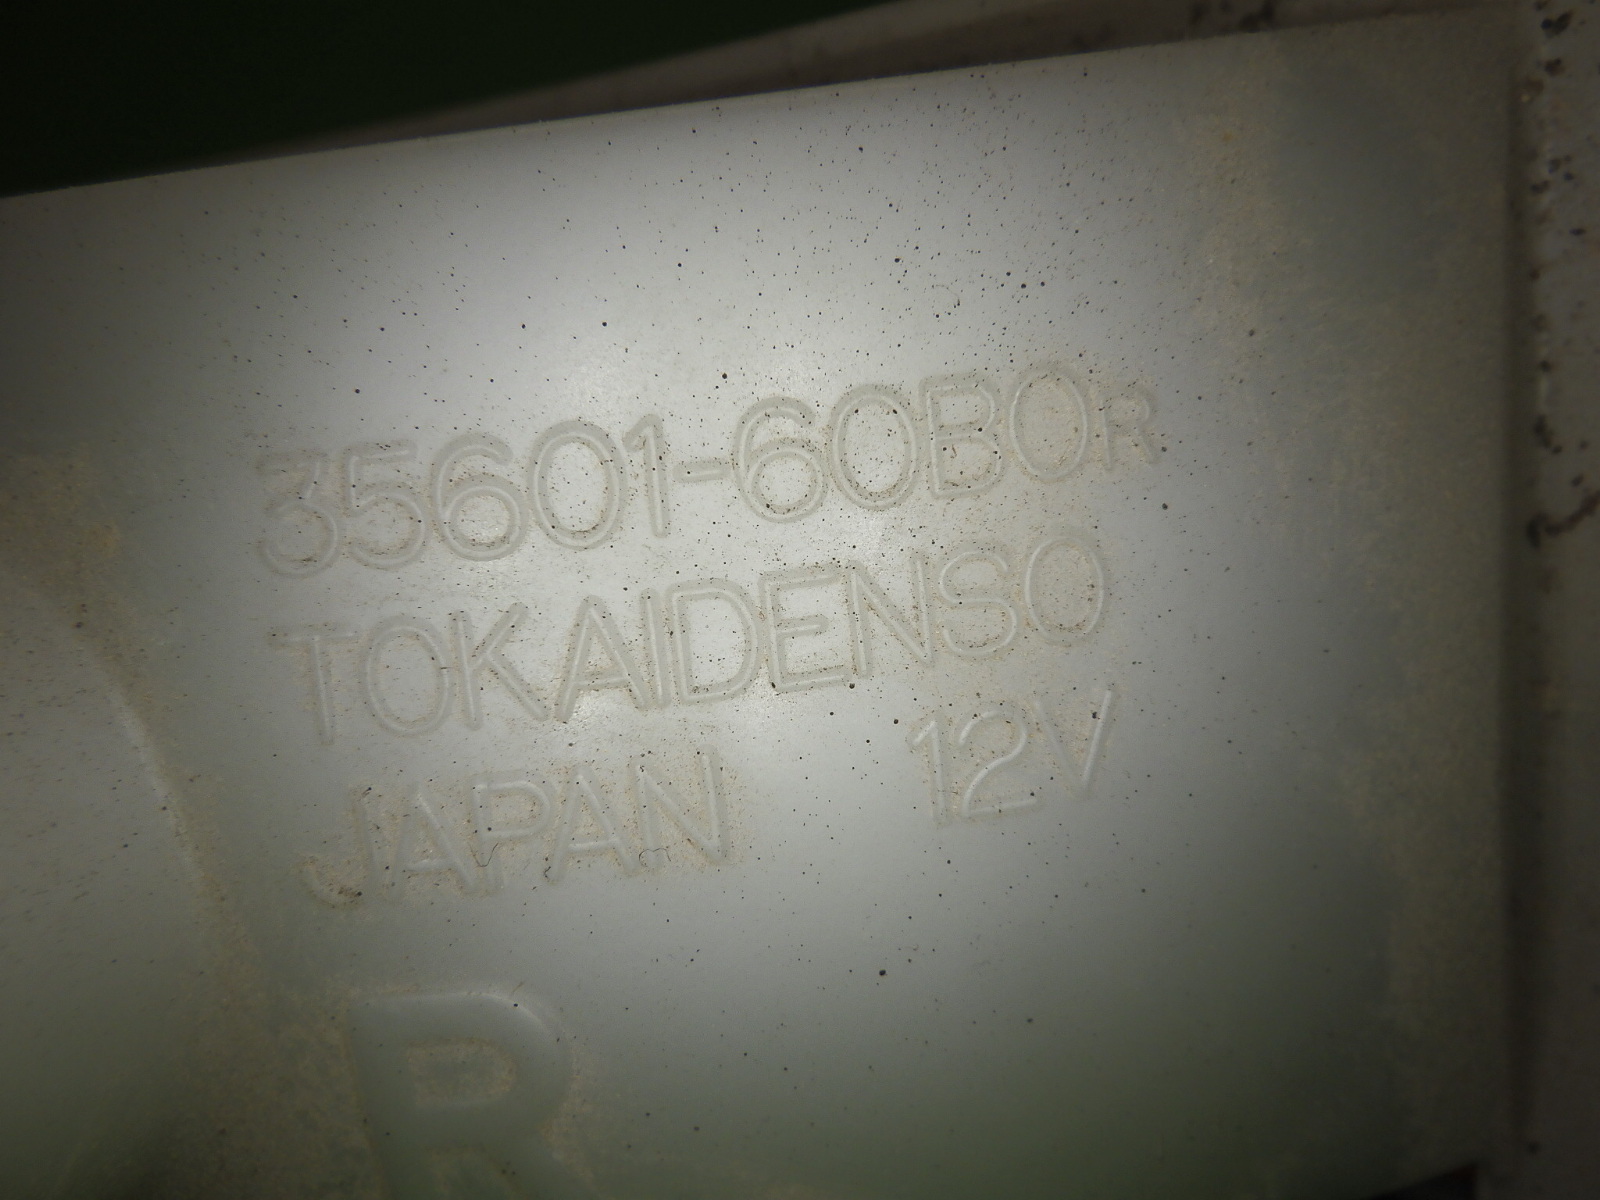 35601-60B0R
TOKAIDENSO
JAPAN 12V
R